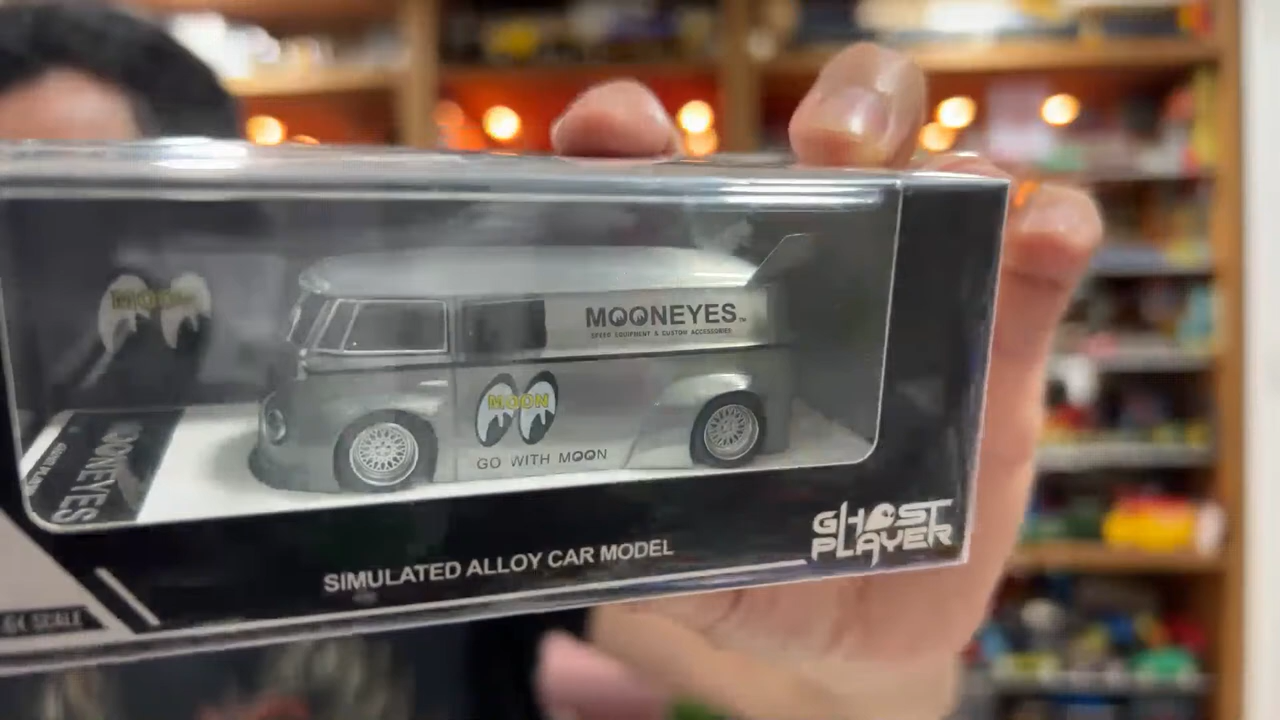 MOON
MOONEYES
SPEED EQUIPMENT & CUSTOM ACCESSORIES
MOON
GO WITH MOON
MOONEYES
GHOST
PLAYER
SIMULATED ALLOY CAR MODEL
SCALE